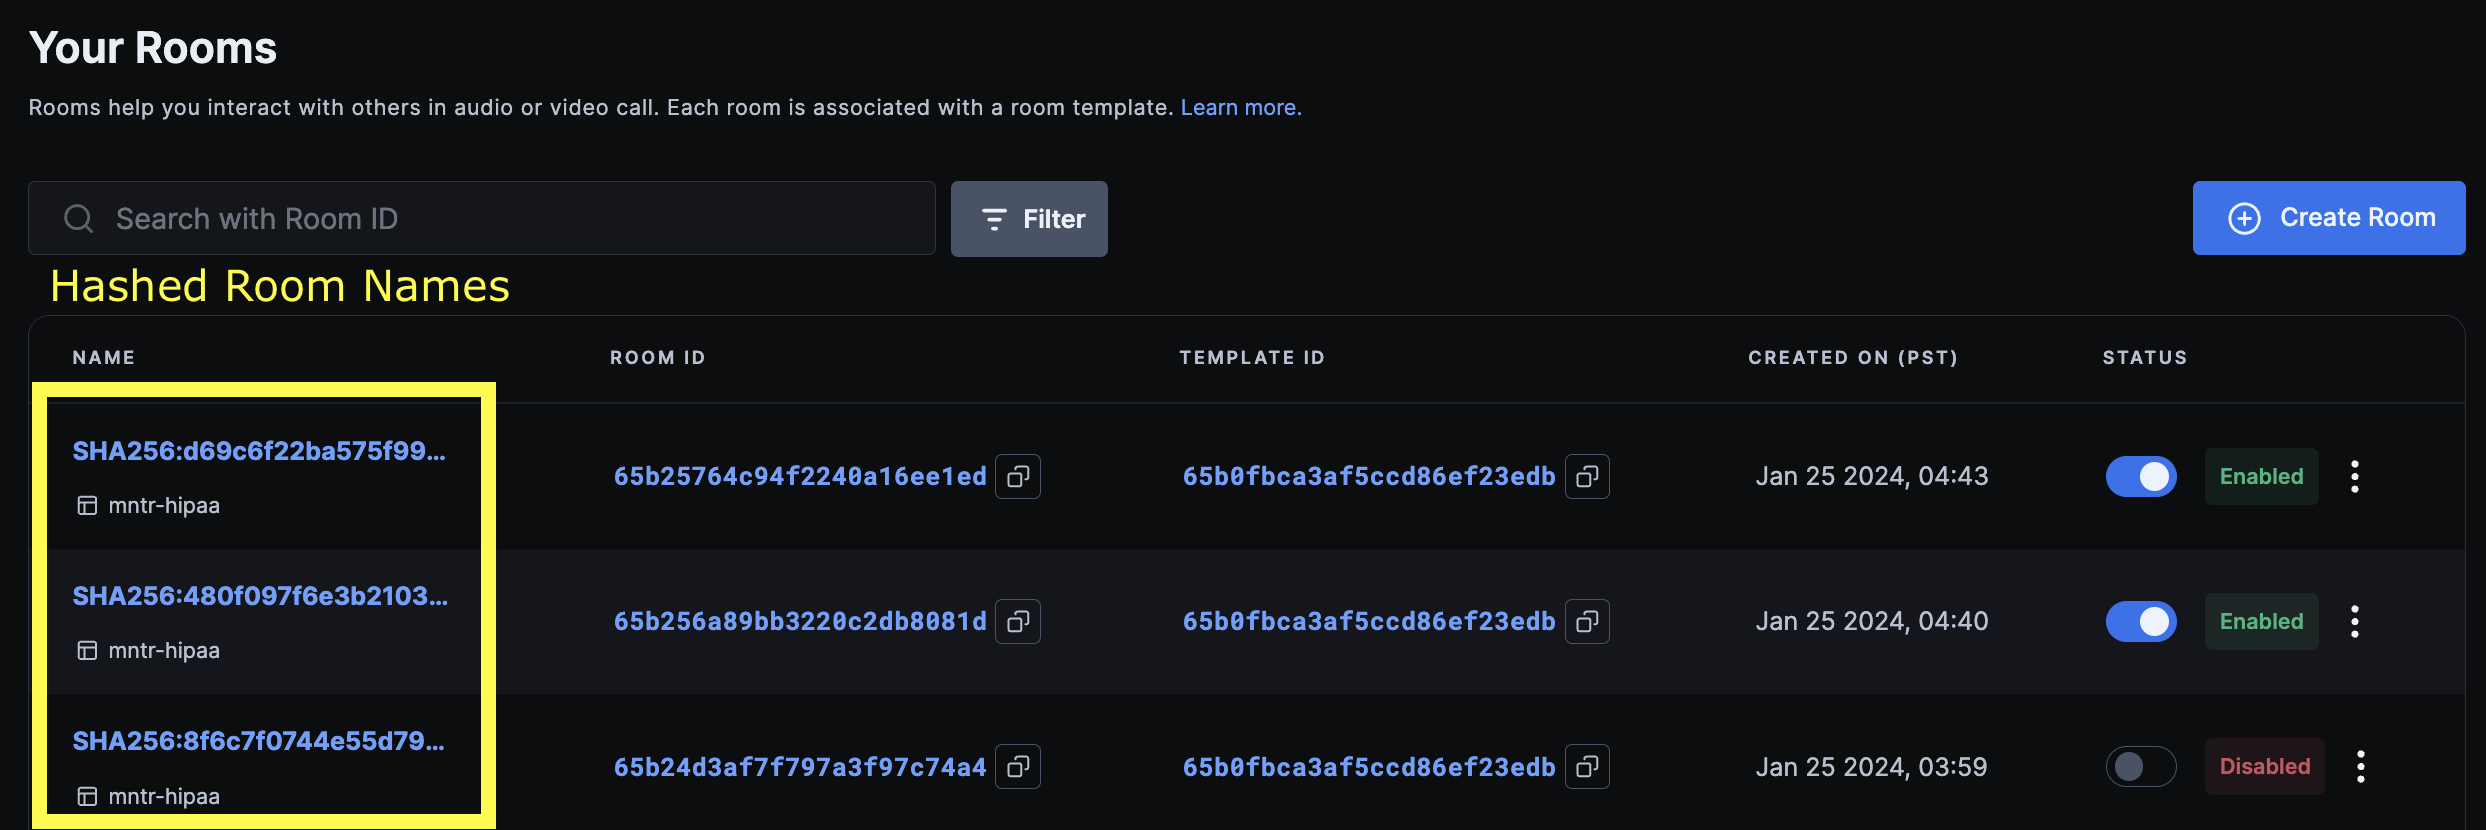 Your Rooms
Rooms help you interact with others in audio or video call. Each room is associated with a room template. Learn more.
Search with Room ID
Filter
Create Room
Hashed Room Names
NAME ROOM ID TEMPLATE ID CREATED ON (PST) STATUS
SHA256:d69c6f22ba575f99...
65b25764c94f2240a16ee1ed 65b0fbca3af5ccd86ef23edb Jan 25 2024, 04:43 Enabled
mntr-hipaa
SHA256:480f097f6e3b2103...
65b256a89bb3220c2db8081d 65b0fbca3af5ccd86ef23edb Jan 25 2024, 04:40 Enabled
mntr-hipaa
SHA256:8f6c7f0744e55d79...
65b24d3af7f797a3f97c74a4 65b0fbca3af5ccd86ef23edb Jan 25 2024, 03:59 Disabled
mntr-hipaa